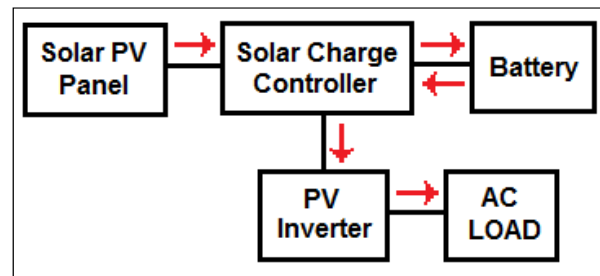 Solar PV
Panel
Solar Charge
Controller
Battery
PV
Inverter
AC
LOAD